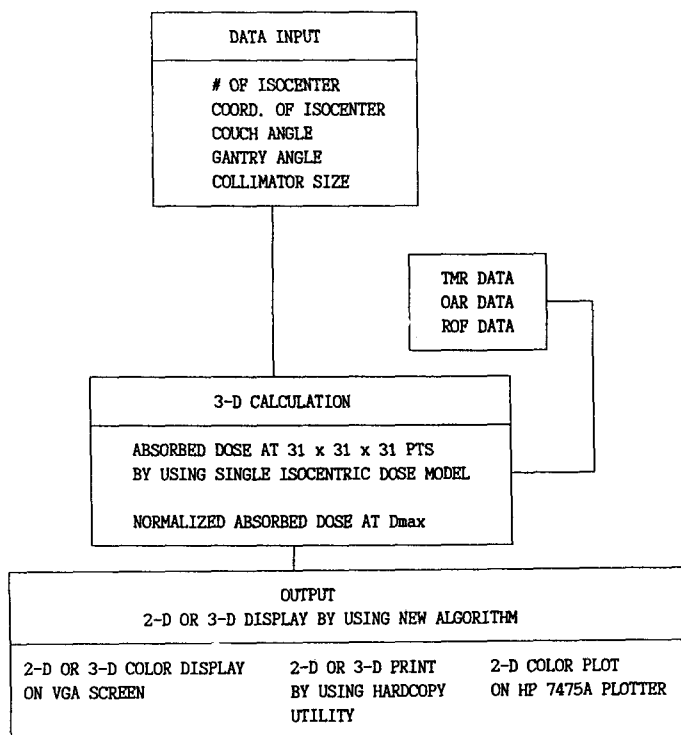 DATA INPUT
# OF ISOCENTER
COORD. OF ISOCENTER
COUCH ANGLE
GANTRY ANGLE
COLLIMATOR SIZE
TMR DATA
OAR DATA
ROF DATA
3-D CALCULATION
ABSORBED DOSE AT 31 x 31 x 31 PTS
BY USING SINGLE ISOCENTRIC DOSE MODEL
NORMALIZED ABSORBED DOSE AT Dmax
OUTPUT
2-D OR 3-D DISPLAY BY USING NEW ALGORITHM
2-D OR 3-D COLOR DISPLAY
ON VGA SCREEN
2-D OR 3-D PRINT
BY USING HARDCOPY
UTILITY
2-D COLOR PLOT
ON HP 7475A PLOTTER